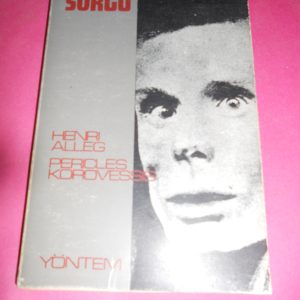 SORGU
HENRI
ALLEG
PERICLES
KOROVESSIS
YÖNTEM